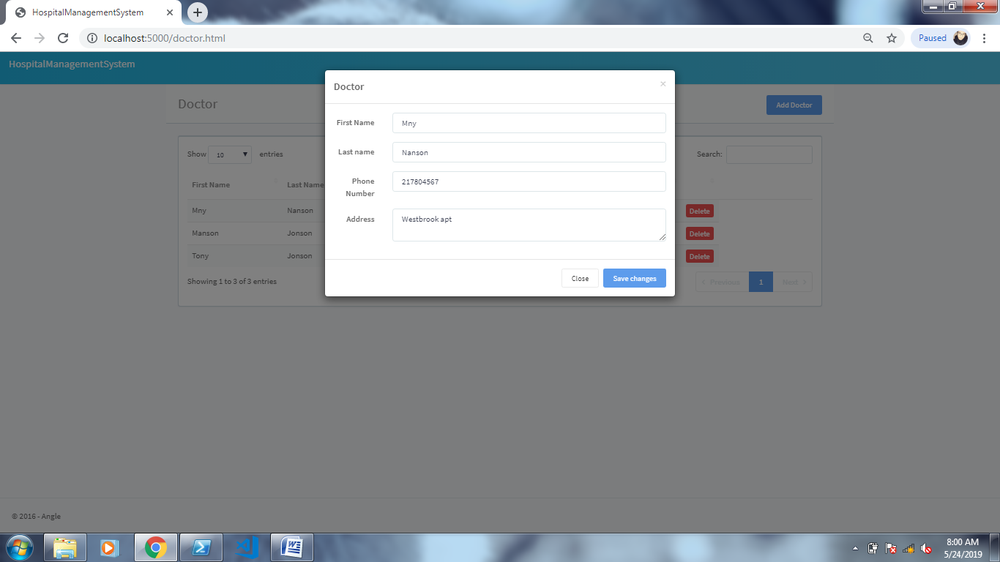 HospitalManagementSystem
localhost:5000/doctor.html
Paused
HospitalManagementSystem
Doctor
Add Doctor
Doctor
×
First Name
Mny
Last name
Nanson
Phone Number
217804567
Address
Westbrook apt
Close
Save changes
Show 10 entries
Search:
First Name
Last Name
Mny
Nanson
Delete
Manson
Jonson
Delete
Tony
Jonson
Delete
Showing 1 to 3 of 3 entries
Previous
1
Next
© 2016 - Angle
8:00 AM
5/24/2019